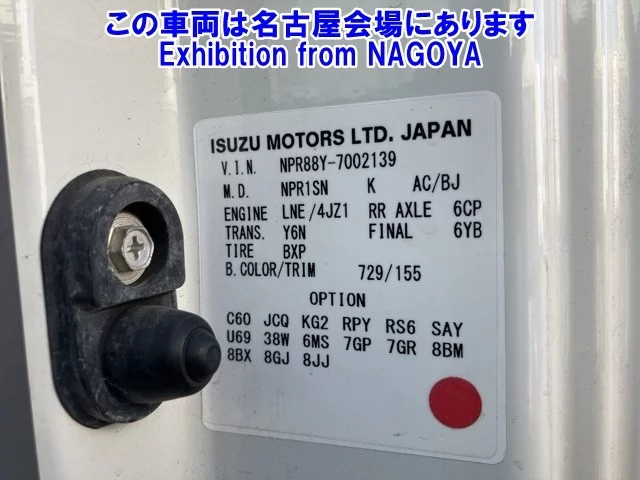 この車両は名古屋会場にあります
Exhibition from NAGOYA
ISUZU MOTORS LTD. JAPAN
V.I.N. NPR88Y-7002139
M.D. NPR1SN K AC/BJ
ENGINE LNE/4JZ1 RR AXLE 6CP
TRANS. Y6N FINAL 6YB
TIRE BXP
B.COLOR/TRIM 729/155
OPTION
C60 JCQ KG2 RPY RS6 SAY
U69 38W 6MS 7GP 7GR 8BM
8BX 8GJ 8JJ